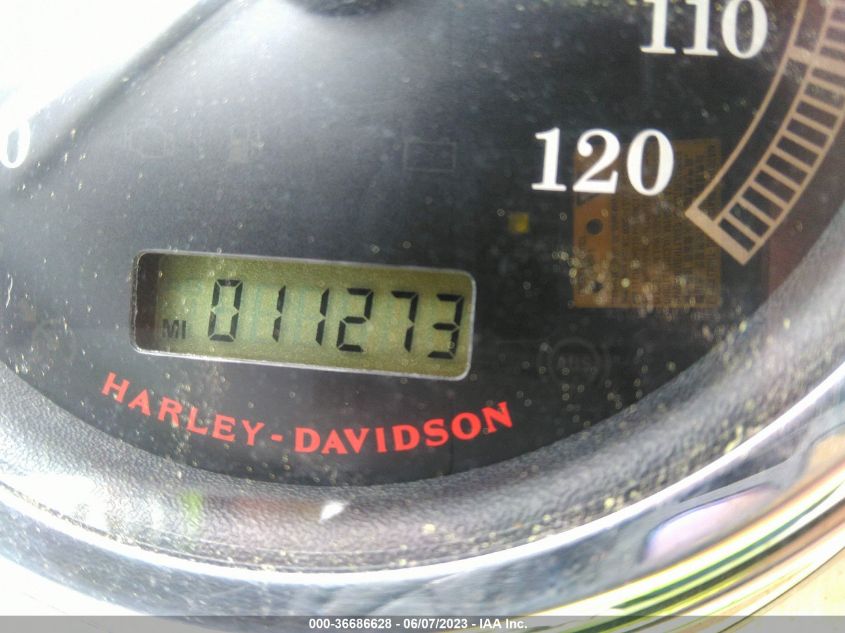 110
120
MI 011273
HARLEY-DAVIDSON
000-36686628 - 06/07/2023 - IAA Inc.